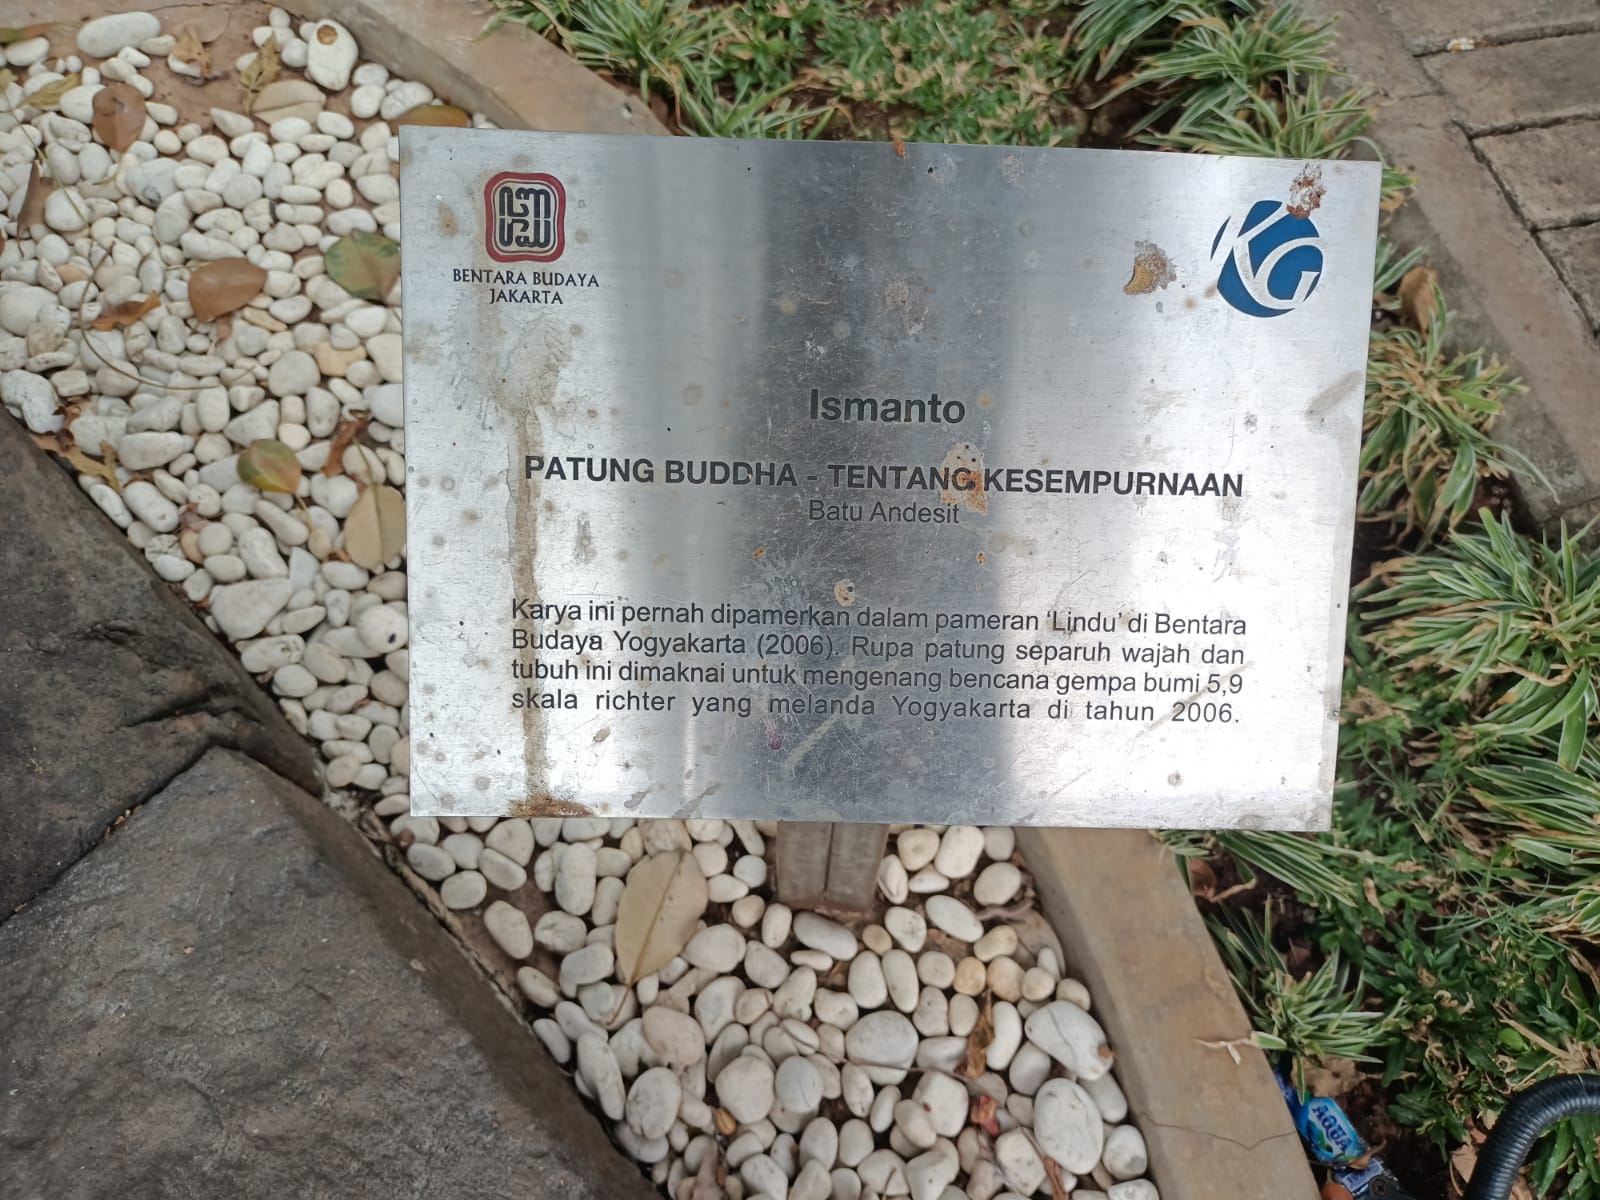 BENTARA BUDAYA
JAKARTA
KG
Ismanto
PATUNG BUDDHA - TENTANG KESEMPURNAAN
Batu Andesit
Karya ini pernah dipamerkan dalam pameran ‘Lindu’ di Bentara
Budaya Yogyakarta (2006). Rupa patung separuh wajah dan
tubuh ini dimaknai untuk mengenang bencana gempa bumi 5,9
skala richter yang melanda Yogyakarta di tahun 2006.
AQUA